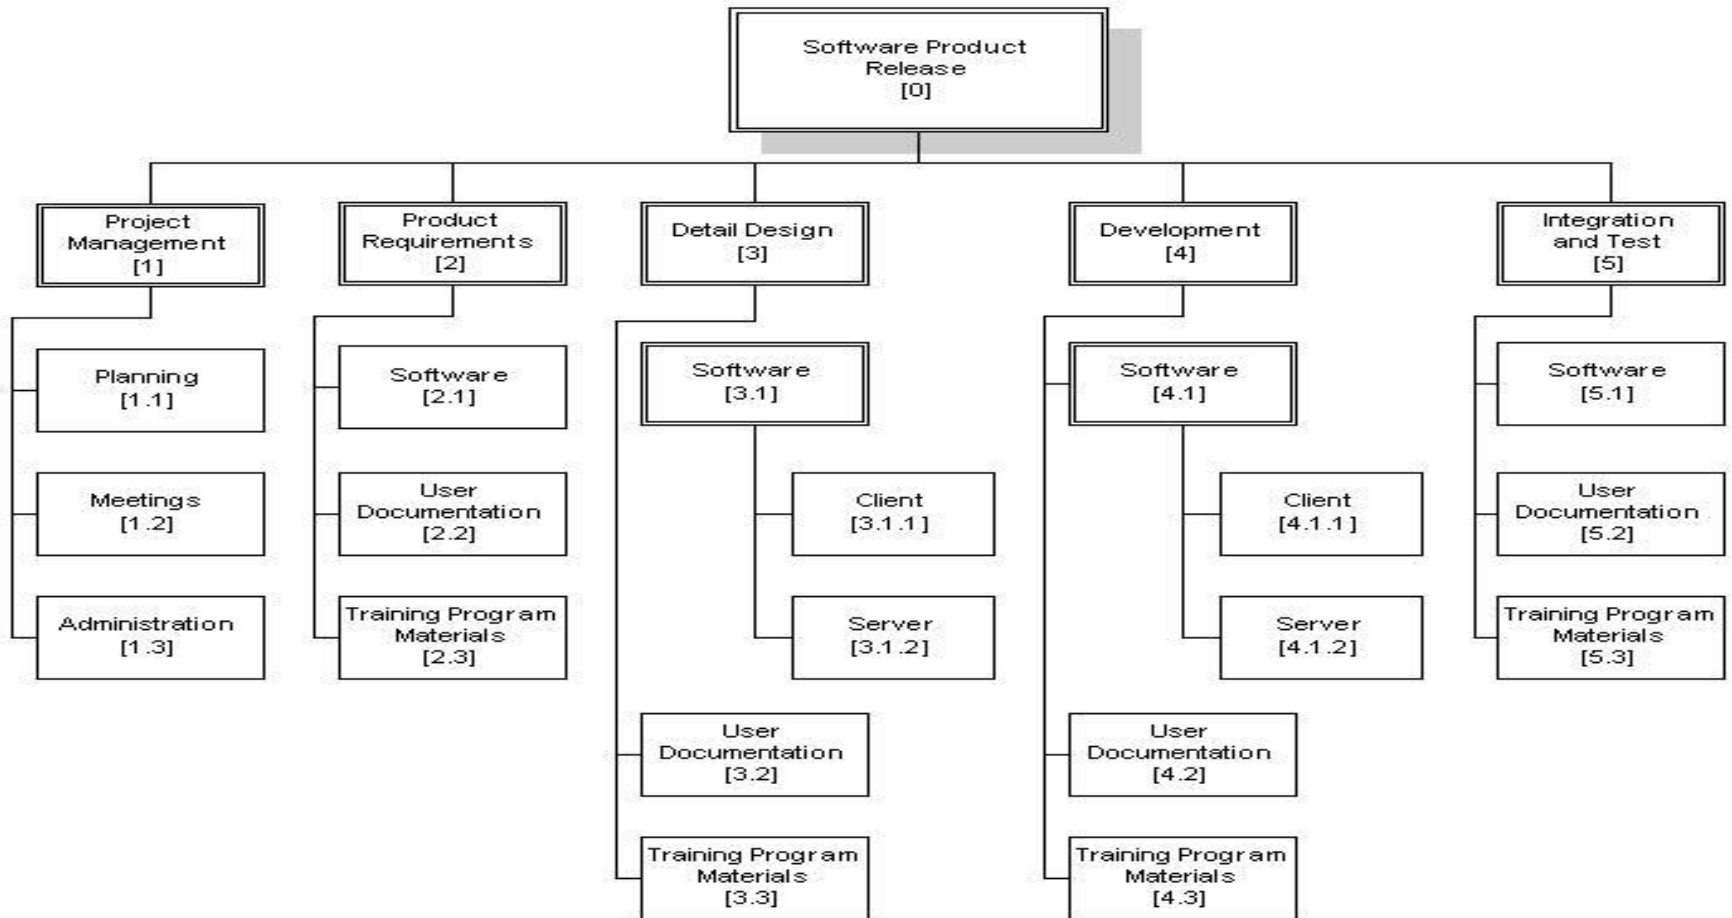 Software Product
Release
[0]
Project
Management
[1]
Product
Requirements
[2]
Detail Design
[3]
Development
[4]
Integration
and Test
[5]
Planning
[1.1]
Software
[2.1]
Software
[3.1]
Software
[4.1]
Software
[5.1]
Meetings
[1.2]
User
Documentation
[2.2]
Client
[3.1.1]
Client
[4.1.1]
User
Documentation
[5.2]
Administration
[1.3]
Training Program
Materials
[2.3]
Server
[3.1.2]
Server
[4.1.2]
Training Program
Materials
[5.3]
User
Documentation
[3.2]
User
Documentation
[4.2]
Training Program
Materials
[3.3]
Training Program
Materials
[4.3]